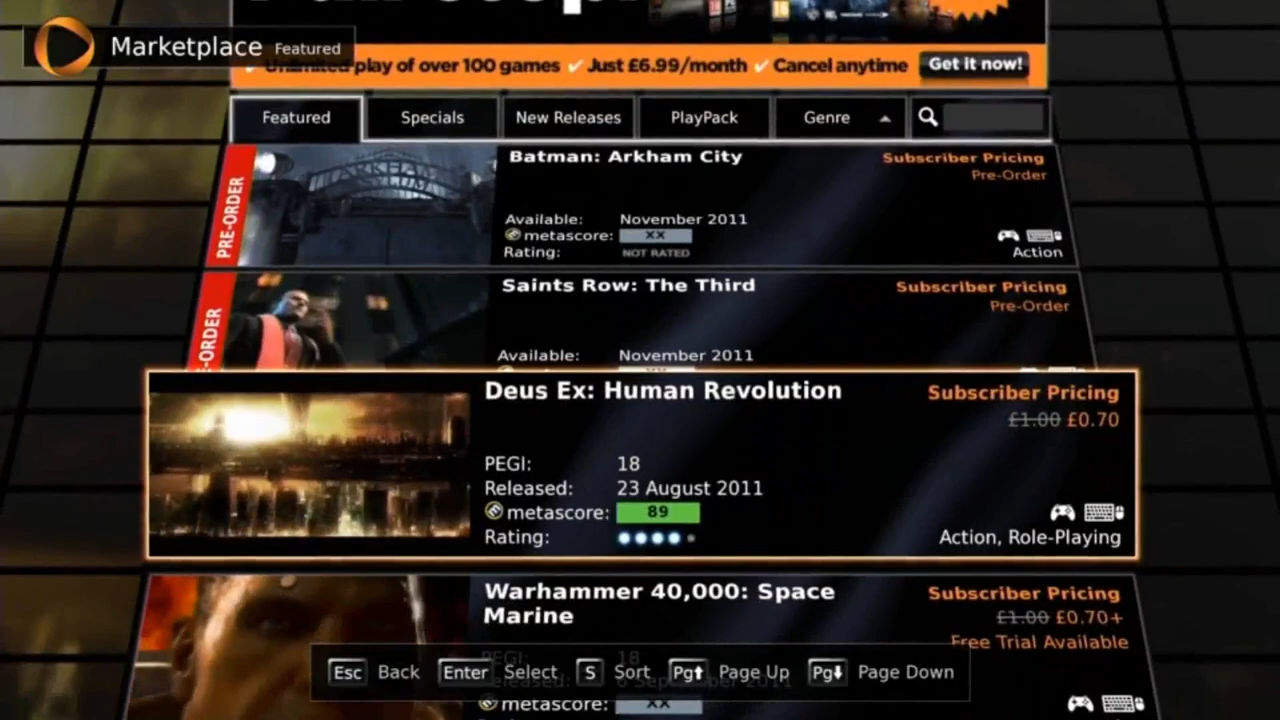 Marketplace Featured
Unlimited play of over 100 games ✓ Just £6.99/month ✓ Cancel anytime Get it now!
Featured Specials New Releases PlayPack Genre
PRE-ORDER
Batman: Arkham City
Subscriber Pricing
Pre-Order
Available: November 2011
metascore: XX
Rating: NOT RATED
Action
-ORDER
Saints Row: The Third
Subscriber Pricing
Pre-Order
Available: November 2011
Deus Ex: Human Revolution
Subscriber Pricing
£1.00 £0.70
PEGI: 18
Released: 23 August 2011
metascore: 89
Rating:
Action, Role-Playing
Warhammer 40,000: Space
Marine
Subscriber Pricing
£1.00 £0.70+
Free Trial Available
PEGI: 18
Esc Back Enter Select S Sort Pg↑ Page Up Pg↓ Page Down
metascore: XX